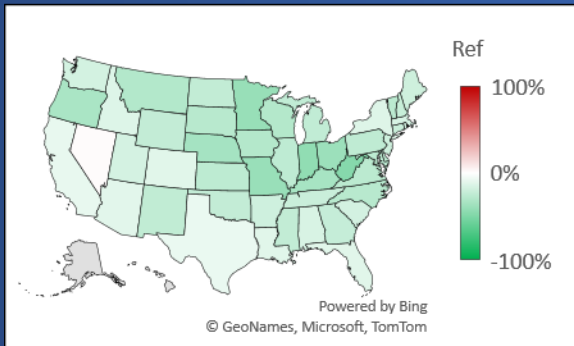 Ref
100%
0%
-100%
Powered by Bing
© GeoNames, Microsoft, TomTom